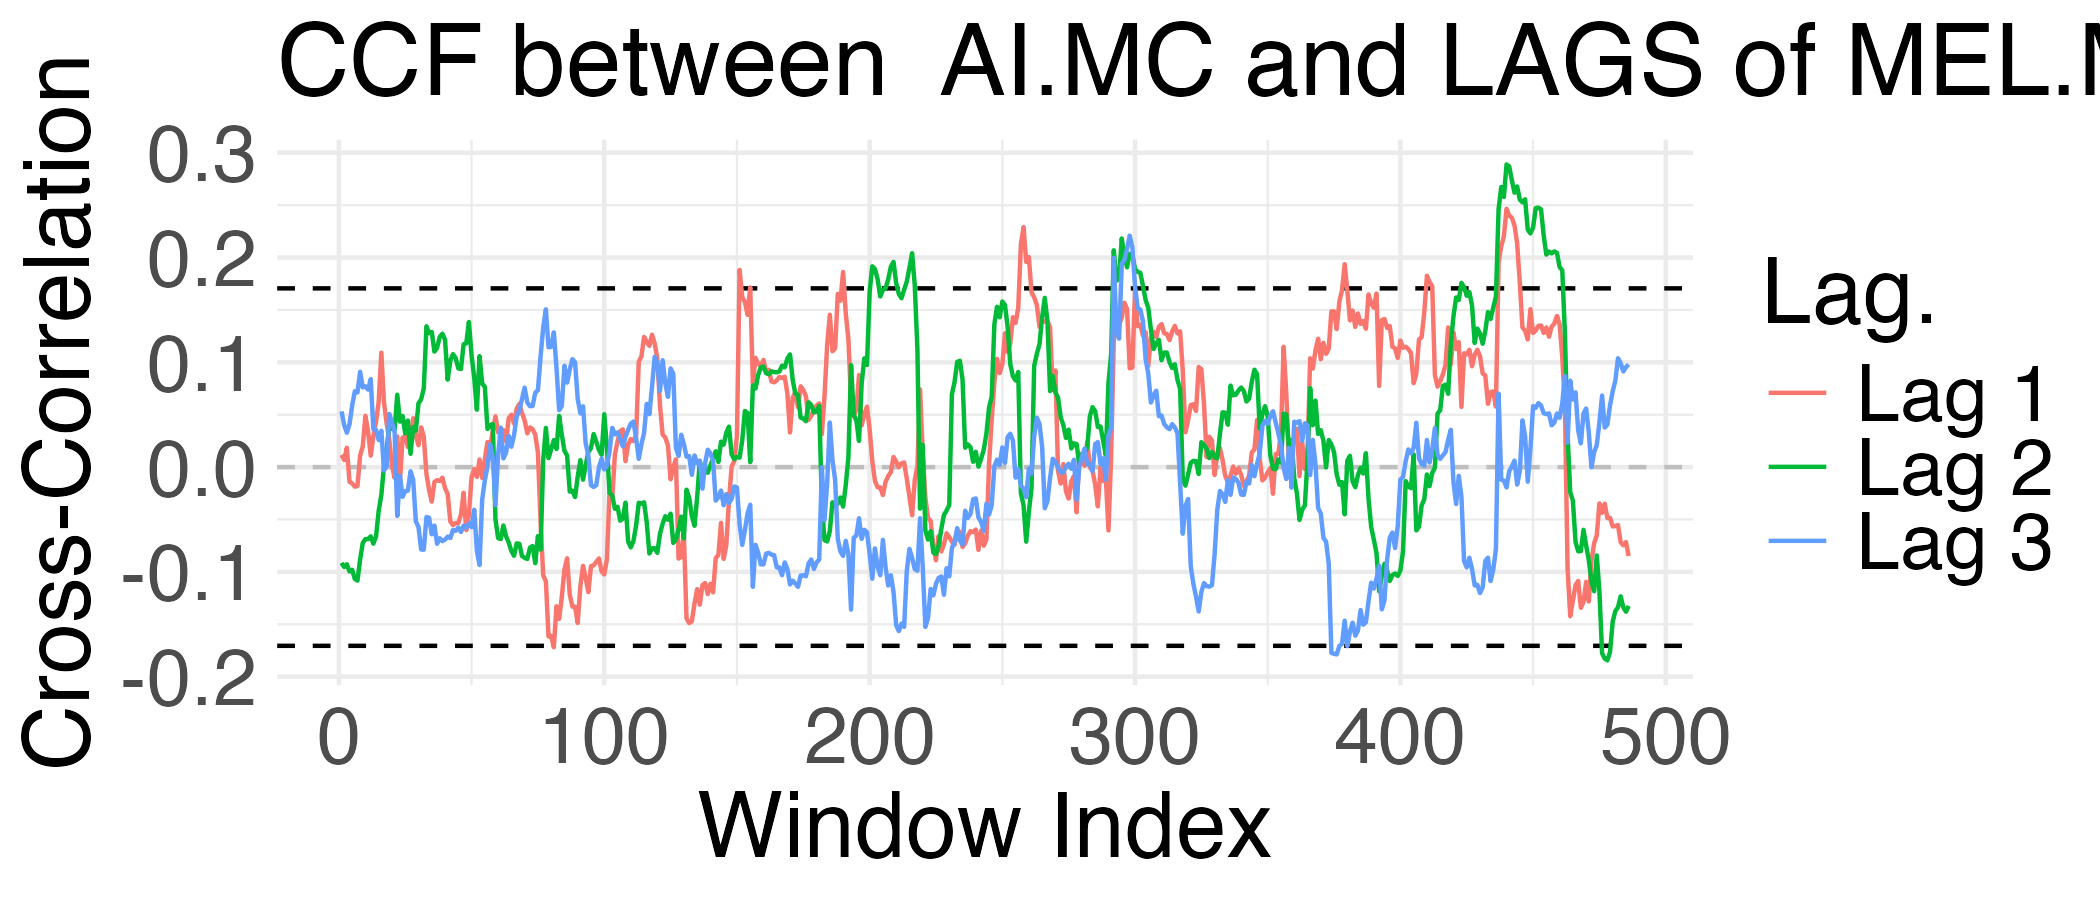 CCF between  AI.MC and LAGS of MEL.M
Cross-Correlation
0.3
0.2
0.1
0.0
-0.1
-0.2
0 100 200 300 400 500
Window Index
Lag.
Lag 1
Lag 2
Lag 3